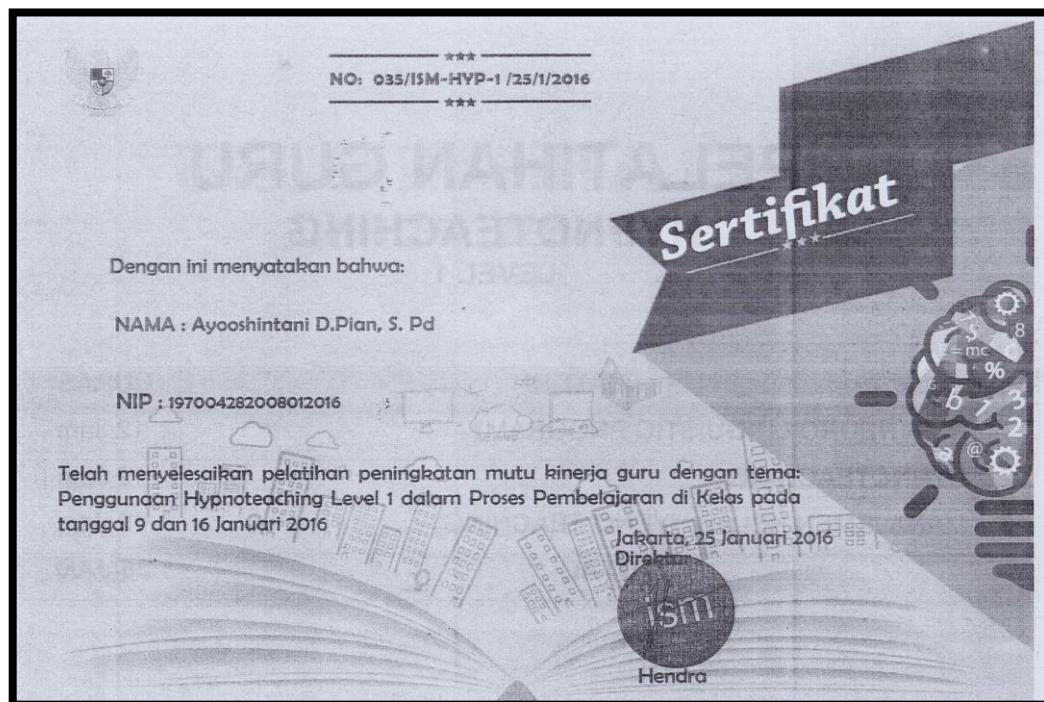 NO: 035/ISM-HYP-1 /25/1/2016
Sertifikat
Dengan ini menyatakan bahwa:
NAMA : Ayooshintani D.Pian, S. Pd
NIP : 197004282008012016
Telah menyelesaikan pelatihan peningkatan mutu kinerja guru dengan tema:
Penggunaan Hypnoteaching Level 1 dalam Proses Pembelajaran di Kelas pada
tanggal 9 dan 16 Januari 2016
Jakarta, 25 Januari 2016
Direktur
ism
Hendra